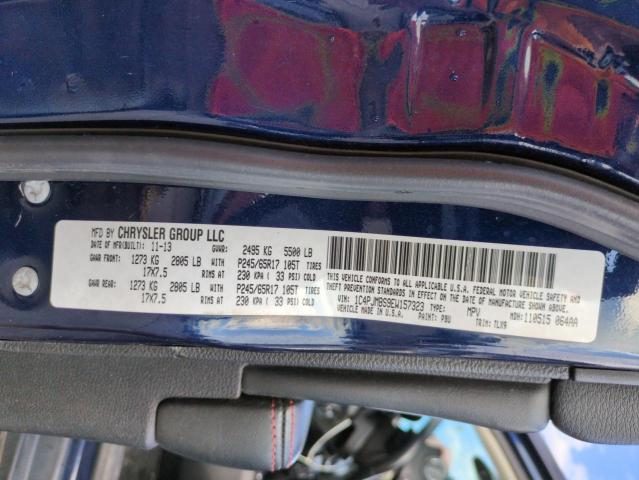 MFD BY CHRYSLER GROUP LLC
DATE OF MFR(BUILT): 11-13 GVWR: 2495 KG 5500 LB
GAWR FRONT: 1273 KG 2805 LB WITH P245/65R17 105T TIRES
17X7.5 RIMS AT 230 KPA ( 33 PSI) COLD
GAWR REAR: 1273 KG 2805 LB WITH P245/65R17 105T TIRES
17X7.5 RIMS AT 230 KPA ( 33 PSI) COLD
THIS VEHICLE CONFORMS TO ALL APPLICABLE U.S.A. FEDERAL MOTOR VEHICLE SAFETY AND
THEFT PREVENTION STANDARDS IN EFFECT ON THE DATE OF MANUFACTURE SHOWN ABOVE.
VIN: 1C4PJMBS9EW157323 TYPE: MPV MDH: 110515 064AA
VEHICLE MADE IN U.S.A. PAINT: PBU TRIM: TLX9